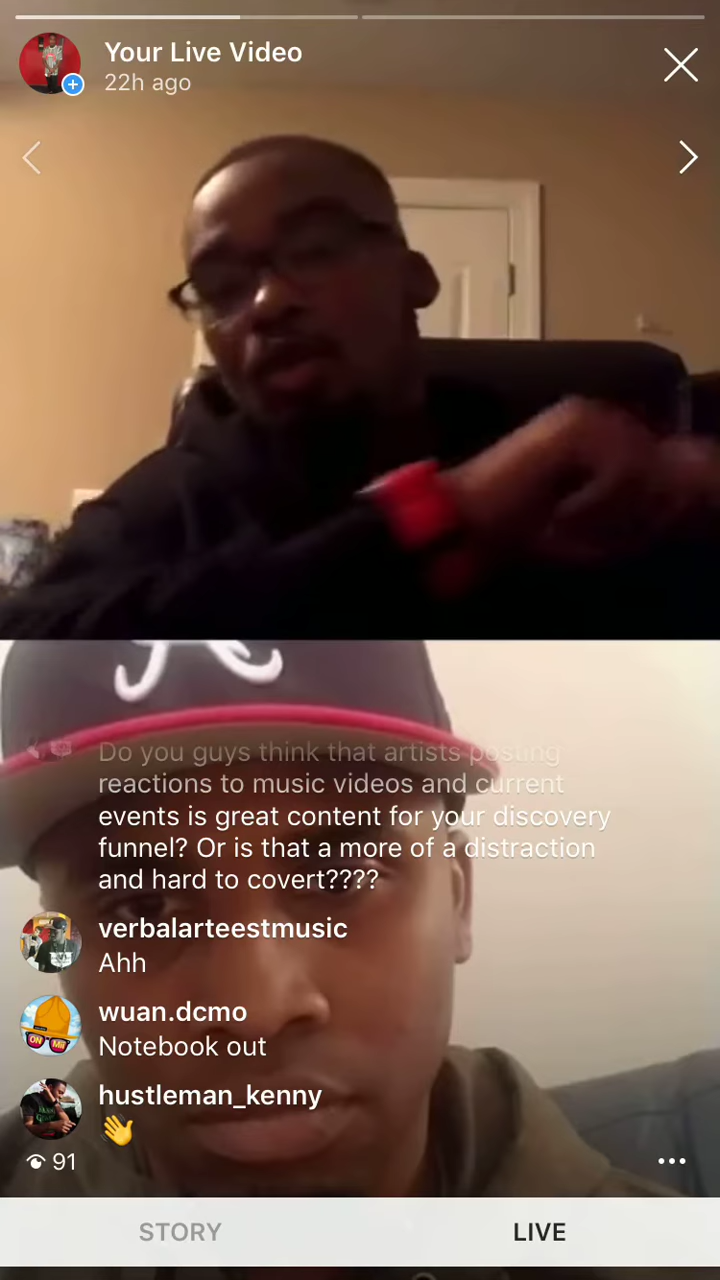 Your Live Video
22h ago
Do you guys think that artists posting
reactions to music videos and current
events is great content for your discovery
funnel? Or is that a more of a distraction
and hard to covert????
verbalarteestmusic
Ahh
wuan.dcmo
Notebook out
ON
hustleman_kenny
👋
91
STORY
LIVE